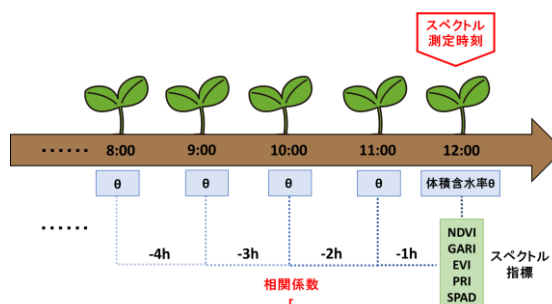 スペクトル
測定時刻
…… 8:00 9:00 10:00 11:00 12:00
θ θ θ θ 体積含水率θ
……
-4h -3h -2h -1h
NDVI
GARI
EVI
PRI
SPAD
スペクトル
指標
相関係数
r